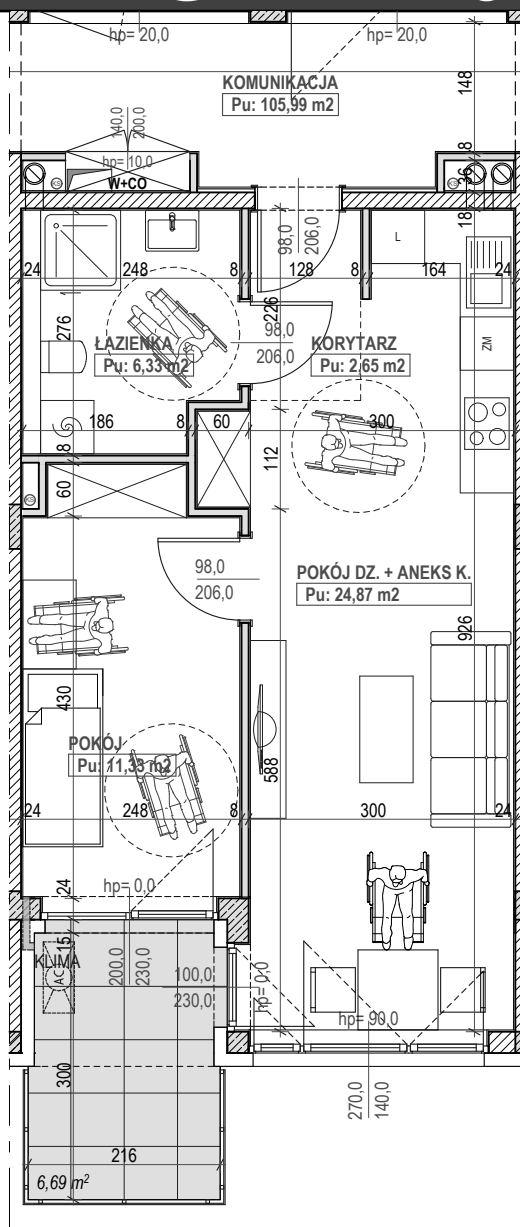 hp= 20,0
hp= 20,0
KOMUNIKACJA
Pu: 105,99 m2
148
140,0
200,0
hp= 10,0
W+CO
8
36
18
98,0
206,0
L
24
248
8
128
8
164
24
276
226
98,0
206,0
ZM
ŁAZIENKA
Pu: 6,33 m2
KORYTARZ
Pu: 2,65 m2
186
8
60
300
8
112
60
98,0
206,0
POKÓJ DZ. + ANEKS K.
Pu: 24,87 m2
926
430
POKÓJ
Pu: 11,33 m2
588
24
248
8
300
24
24
hp= 0,0
15
KLIMA
AC
200,0
230,0
100,0
230,0
hp= 0,0
hp= 90,0
300
270,0
140,0
216
6,69 m²